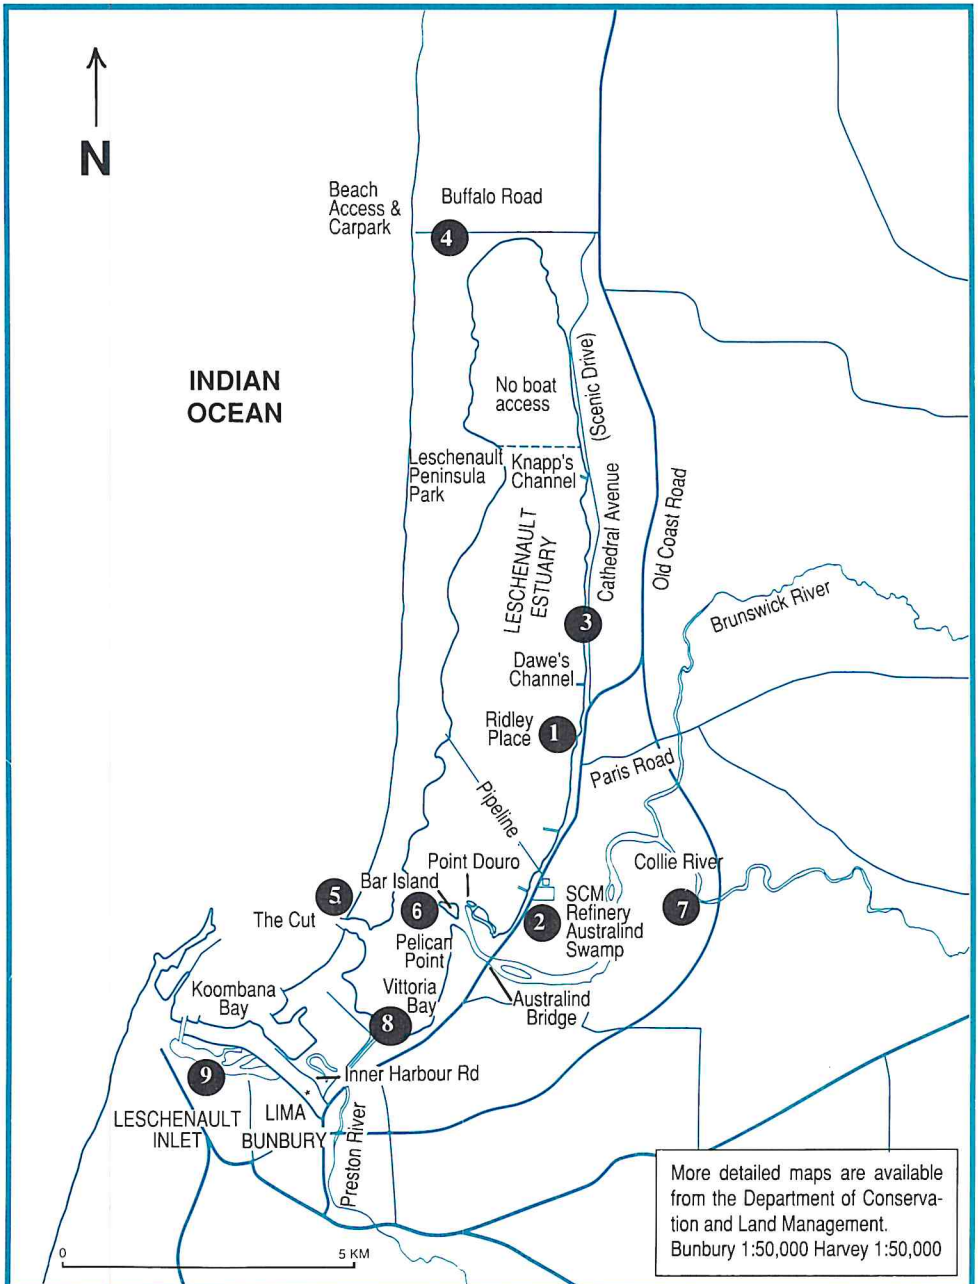 N
Beach
Access &
Carpark
Buffalo Road
4
INDIAN
OCEAN
No boat
access
(Scenic Drive)
Leschenault
Peninsula
Park
Knapp's
Channel
Cathedral Avenue
Old Coast Road
LESCHENAULT
ESTUARY
Brunswick River
3
Dawe's
Channel
Ridley
Place
1
Paris Road
Pipeline
Point Douro
Collie River
Bar Island
5
The Cut
6
Pelican
Point
2
SCM
Refinery
Australind
Swamp
7
Koombana
Bay
Vittoria
Bay
8
Australind
Bridge
9
Inner Harbour Rd
LESCHENAULT
INLET
LIMA
BUNBURY
Preston River
0
5 KM
More detailed maps are available
from the Department of Conserva-
tion and Land Management.
Bunbury 1:50,000 Harvey 1:50,000